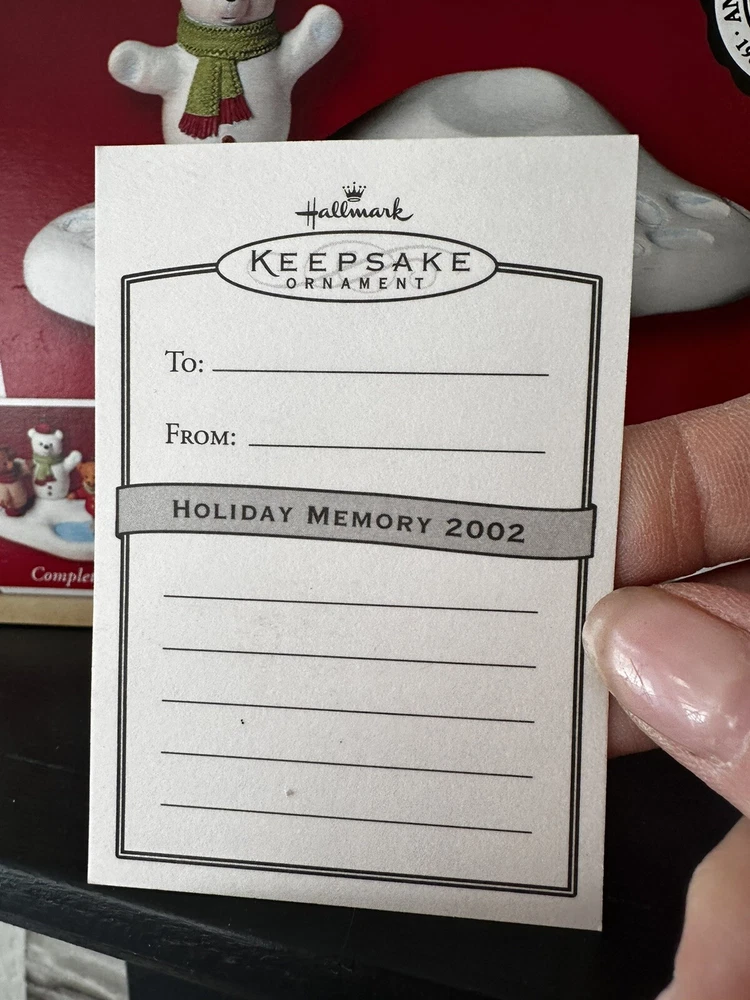 Hallmark
KEEPSAKE
ORNAMENT
TO:
FROM:
HOLIDAY MEMORY 2002